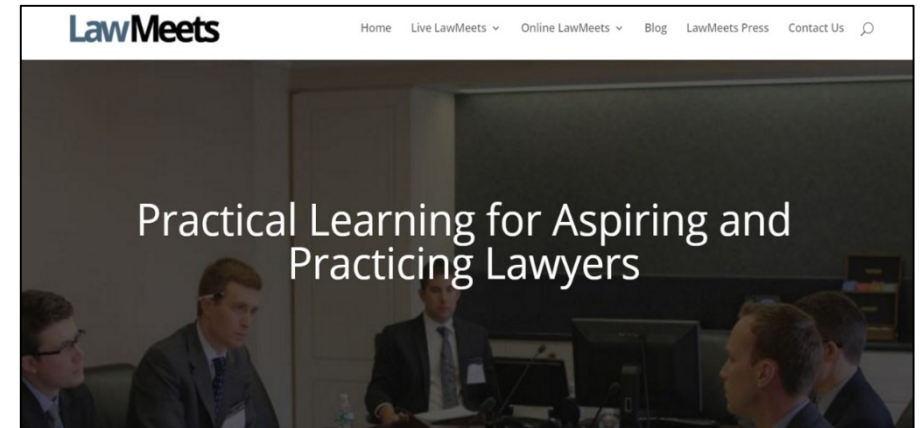 LawMeets
Home Live LawMeets Online LawMeets Blog LawMeets Press Contact Us
Practical Learning for Aspiring and
Practicing Lawyers